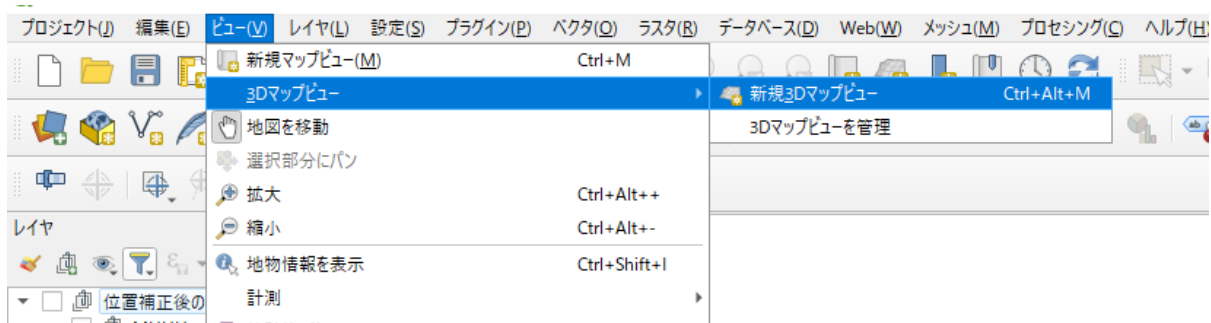 プロジェクト(J) 編集(E) ビュー(V) レイヤ(L) 設定(S) プラグイン(P) ベクタ(O) ラスタ(R) データベース(D) Web(W) メッシュ(M) プロセシング(C) ヘルプ(H)
新規マップビュー(M) Ctrl+M
3Dマップビュー
新規3Dマップビュー Ctrl+Alt+M
地図を移動
3Dマップビューを管理
選択部分にパン
拡大 Ctrl+Alt++
縮小 Ctrl+Alt+-
レイヤ
地物情報を表示 Ctrl+Shift+I
位置補正後の
計測